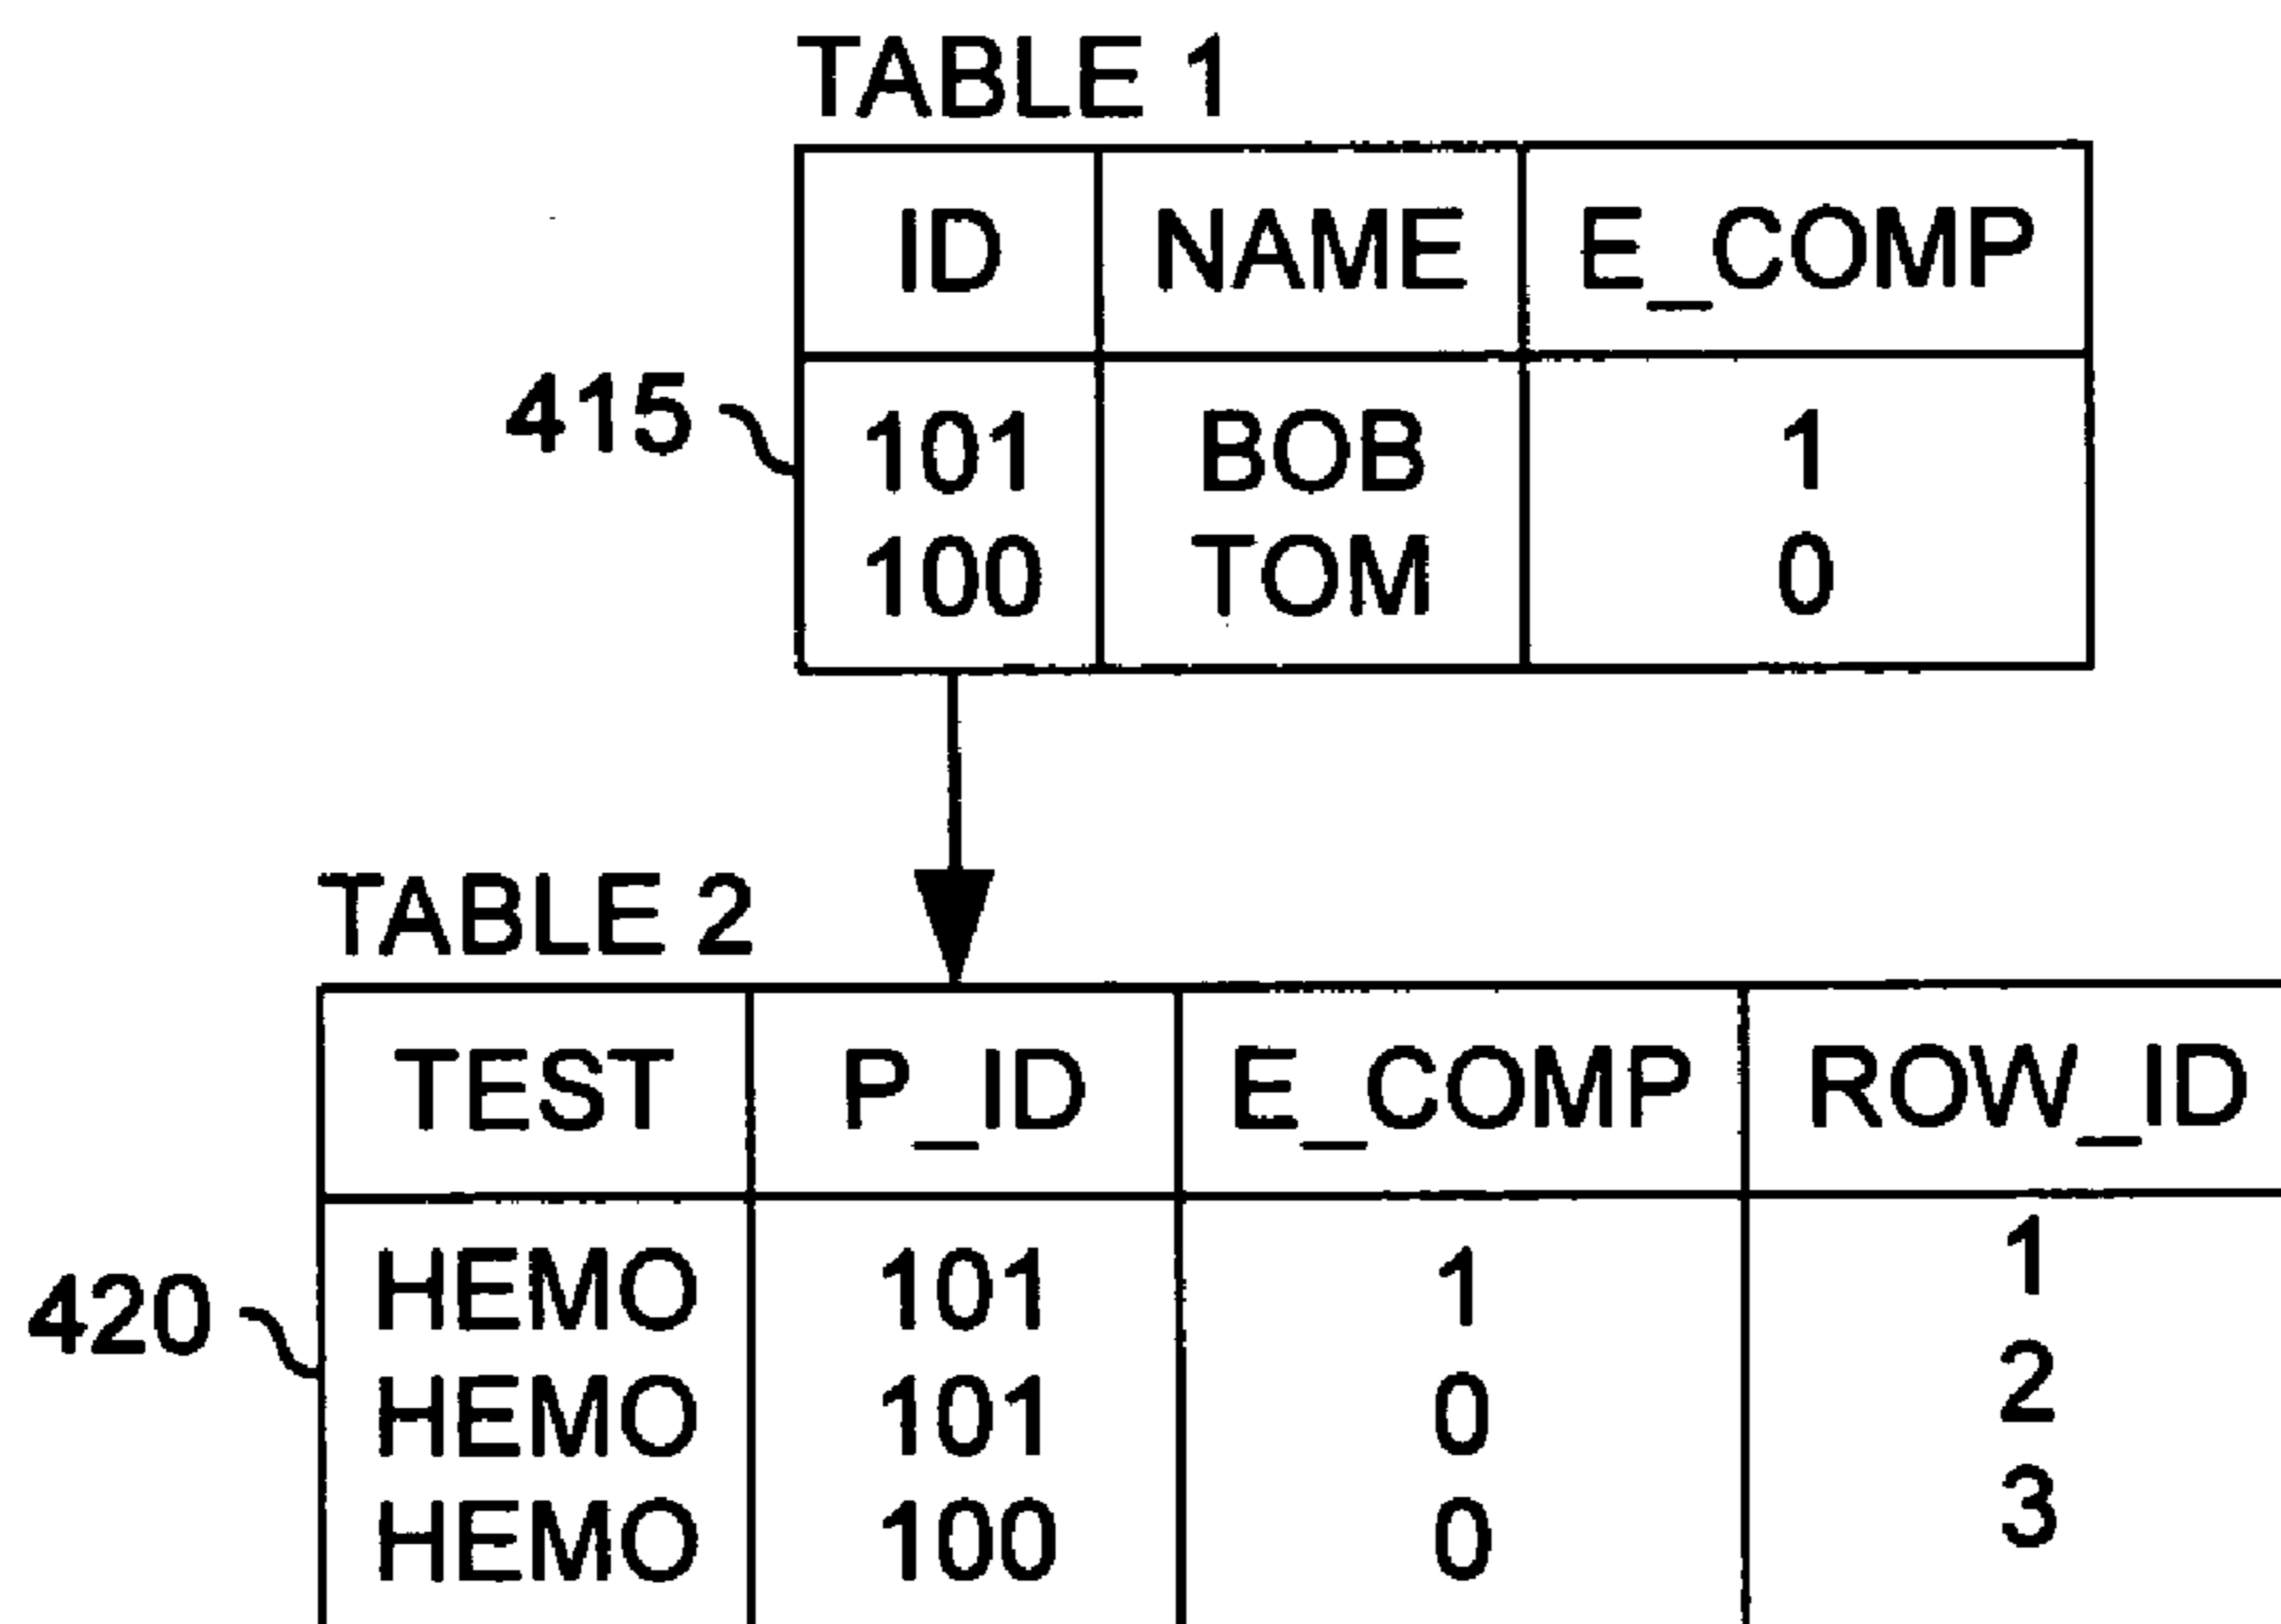 TABLE 1
ID NAME E_COMP
415 101 BOB 1
100 TOM 0
TABLE 2
TEST P_ID E_COMP ROW_ID
420 HEMO 101 1 1
HEMO 101 0 2
HEMO 100 0 3